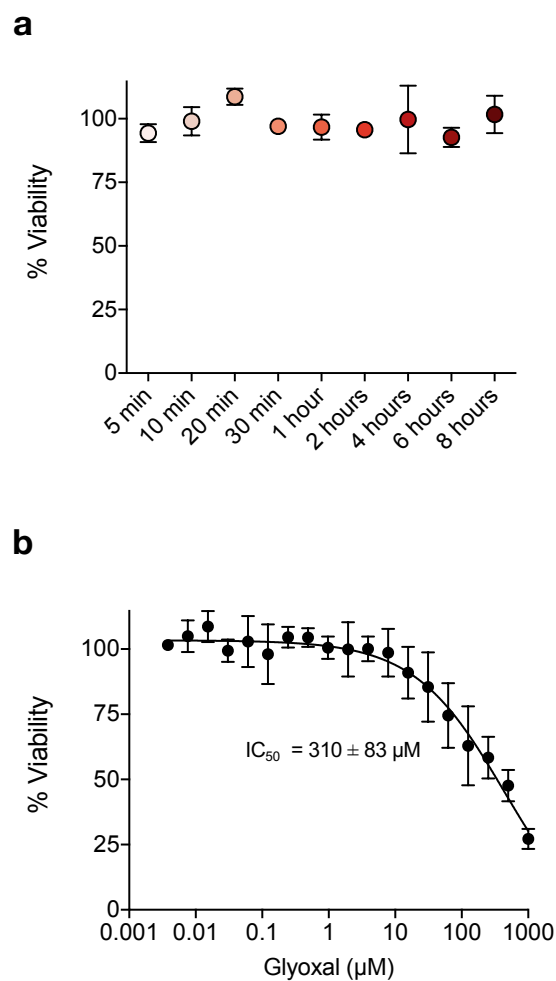 a
% Viability
100
75
50
25
0
5 min
10 min
20 min
30 min
1 hour
2 hours
4 hours
6 hours
8 hours
b
% Viability
100
75
50
25
0
IC₅₀ = 310 ± 83 µM
0.001 0.01 0.1 1 10 100 1000
Glyoxal (µM)